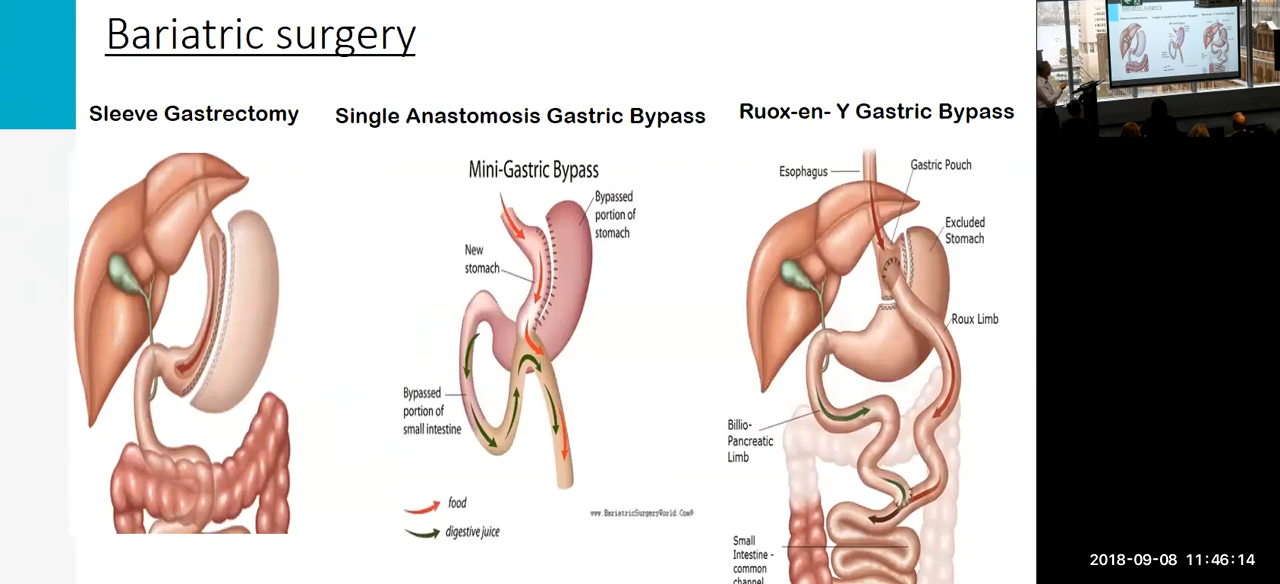 Bariatric surgery
Sleeve Gastrectomy
Single Anastomosis Gastric Bypass
Ruox-en- Y Gastric Bypass
Mini-Gastric Bypass
Bypassed
portion of
stomach
New
stomach
Bypassed
portion of
small intestine
food
digestive juice
www.BariatricSurgeryWorld.Com©
Esophagus
Gastric Pouch
Excluded
Stomach
Roux Limb
Billio-
Pancreatic
Limb
Small
Intestine -
common
channel
Bariatric surgery
2018-09-08 11:46:14